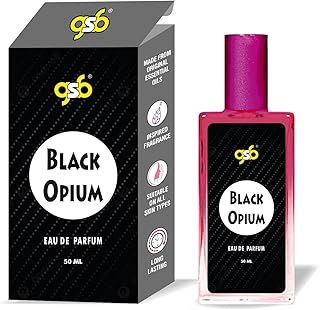 gsb®
BLACK
OPIUM
EAU DE PARFUM
50 ML
MADE FROM
ORIGINAL
ESSENTIAL
OILS
INSPIRED
FRAGRANCE
SUITABLE
ON ALL
SKIN TYPES
LONG
LASTING
gsb®
BLACK
OPIUM
EAU DE PARFUM
50 ML